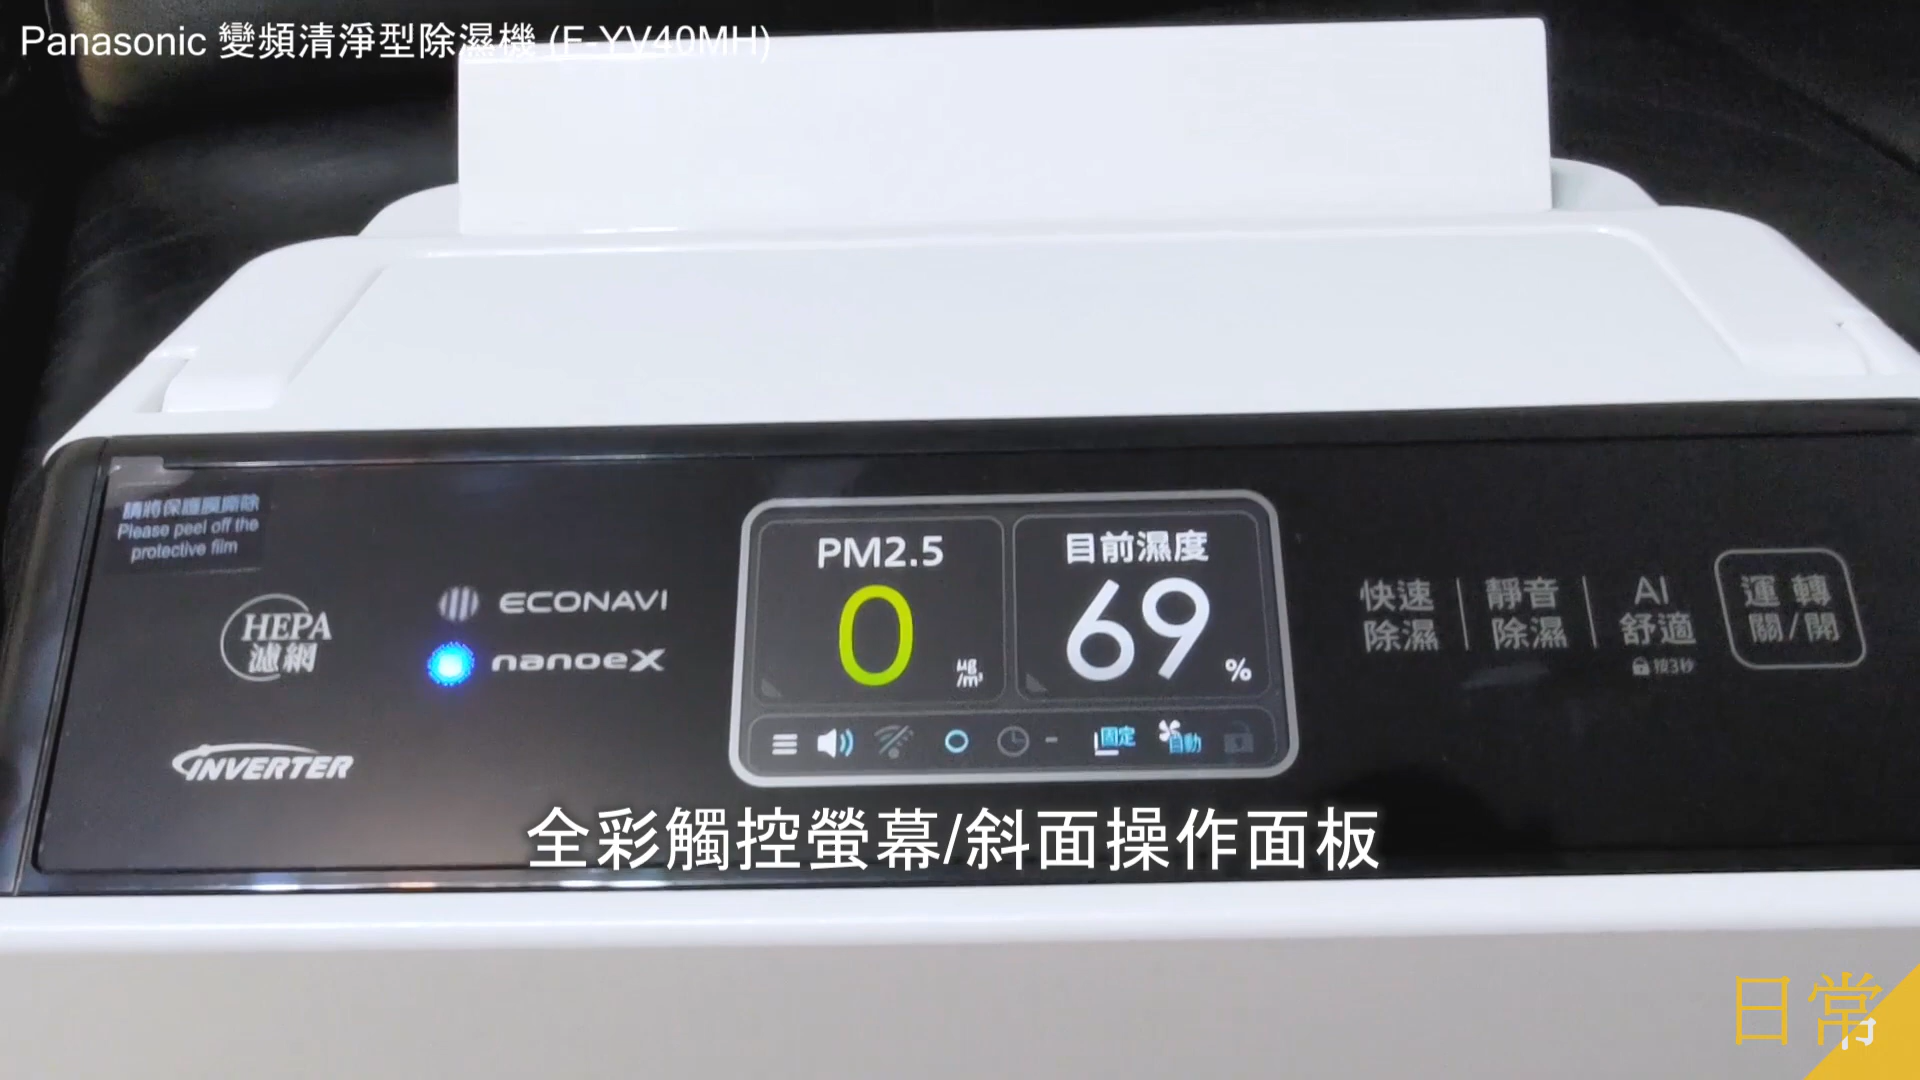 Panasonic 變頻清淨型除濕機 (F-YV40MH)
請將保護膜撕除
Please peel off the
protective film
HEPA
濾網
ECONAVI
nanoeX
INVERTER
PM2.5
0
μg
/m³
目前濕度
69
%
固定
自動
快速
除濕
靜音
除濕
AI
舒適
按3秒
運轉
關/開
全彩觸控螢幕/斜面操作面板
日常